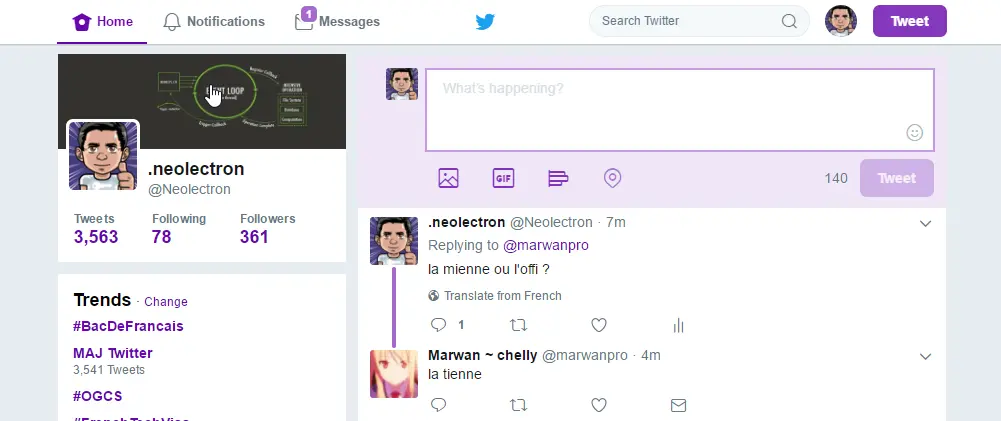 Home
Notifications
1
Messages
Search Twitter
Tweet
EVENT LOOP
What's happening?
GIF
140
Tweet
.neolectron
@Neolectron
Tweets
Following
Followers
3,563
78
361
Trends · Change
#BacDeFrancais
MAJ Twitter
3,541 Tweets
#OGCS
.neolectron @Neolectron · 7m
Replying to @marwanpro
la mienne ou l'offi ?
Translate from French
1
Marwan ~ chelly @marwanpro · 4m
la tienne